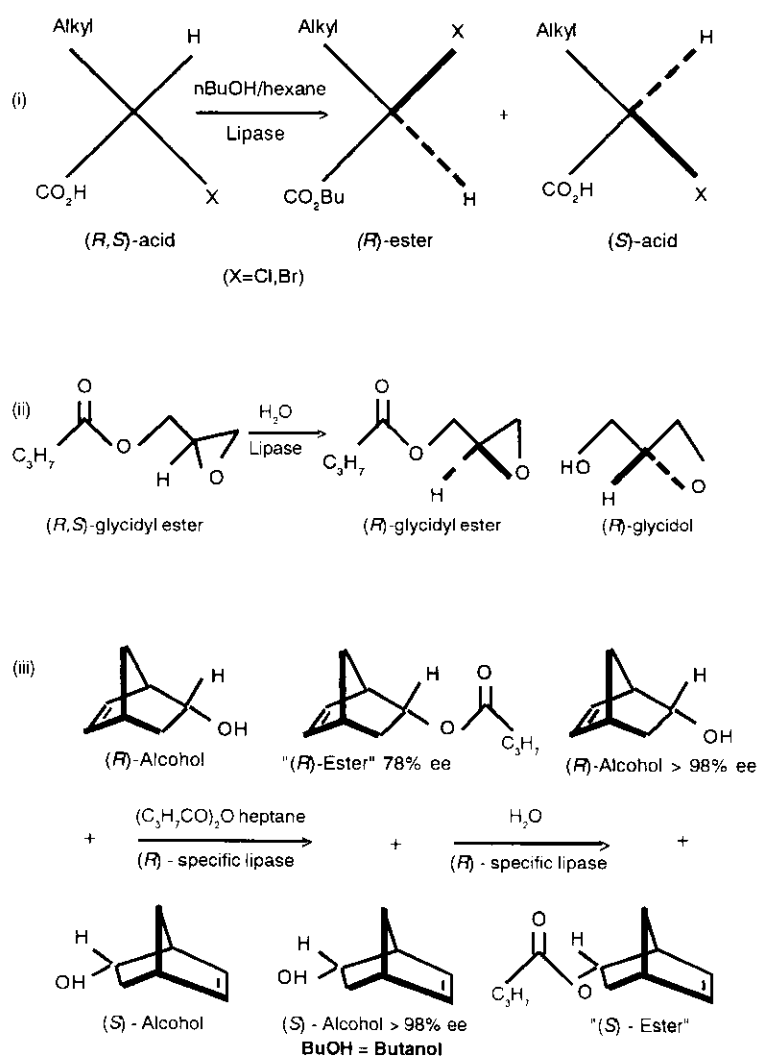 Alkyl H Alkyl X Alkyl H
(i) nBuOH/hexane +
Lipase
CO₂H X CO₂Bu H CO₂H X
(R,S)-acid (R)-ester (S)-acid
(X=Cl,Br)
(ii) O H₂O O
C₃H₇ O H O Lipase C₃H₇ O H O HO H O
(R,S)-glycidyl ester (R)-glycidyl ester (R)-glycidol
(iii) H H O H
OH O C₃H₇ OH
(R)-Alcohol "(R)-Ester" 78% ee (R)-Alcohol > 98% ee
+ (C₃H₇CO)₂O heptane + H₂O +
(R) - specific lipase (R) - specific lipase
H H O H
OH OH C₃H₇ O
(S) - Alcohol (S) - Alcohol > 98% ee "(S) - Ester"
BuOH = Butanol